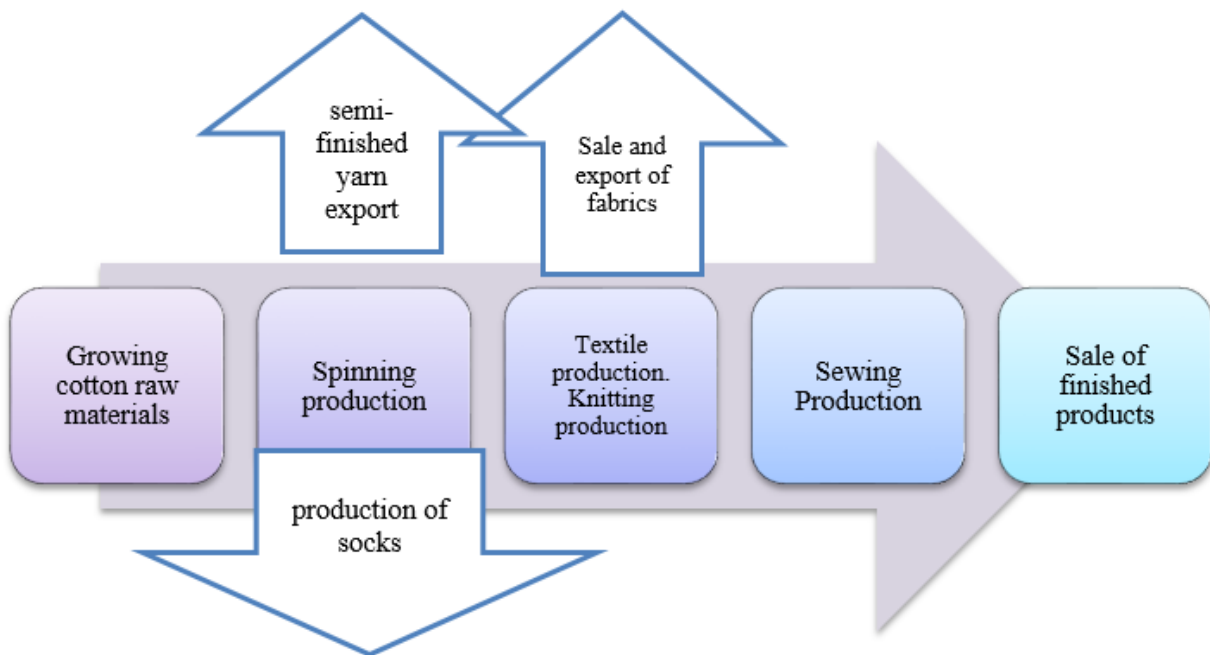 semi-
finished
yarn
export
Sale and
export of
fabrics
Growing
cotton raw
materials
Spinning
production
Textile
production.
Knitting
production
Sewing
Production
Sale of
finished
products
production of
socks